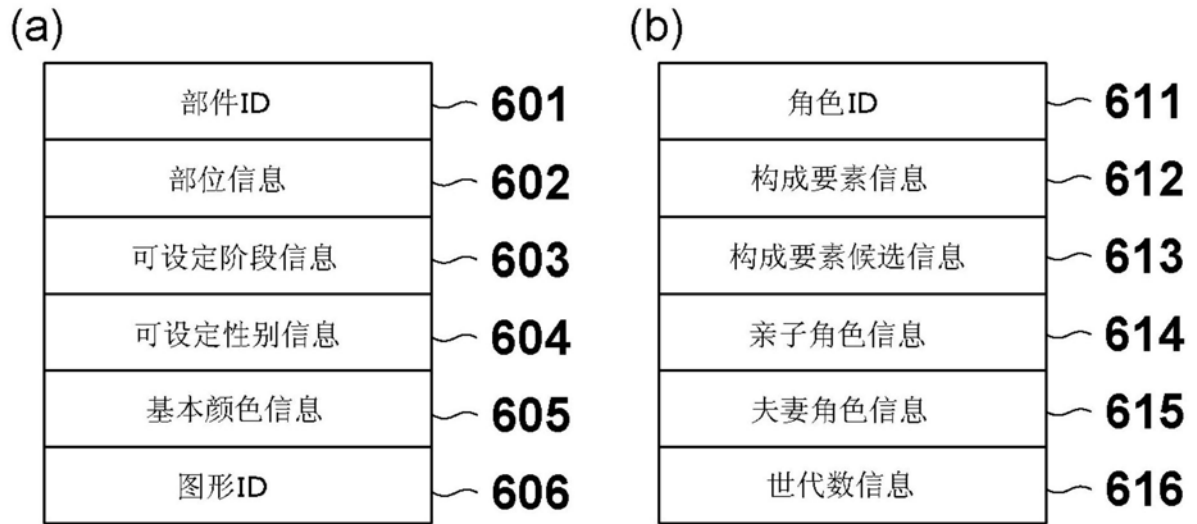 (a)
部件ID 601
部位信息 602
可设定阶段信息 603
可设定性别信息 604
基本颜色信息 605
图形ID 606
(b)
角色ID 611
构成要素信息 612
构成要素候选信息 613
亲子角色信息 614
夫妻角色信息 615
世代数信息 616